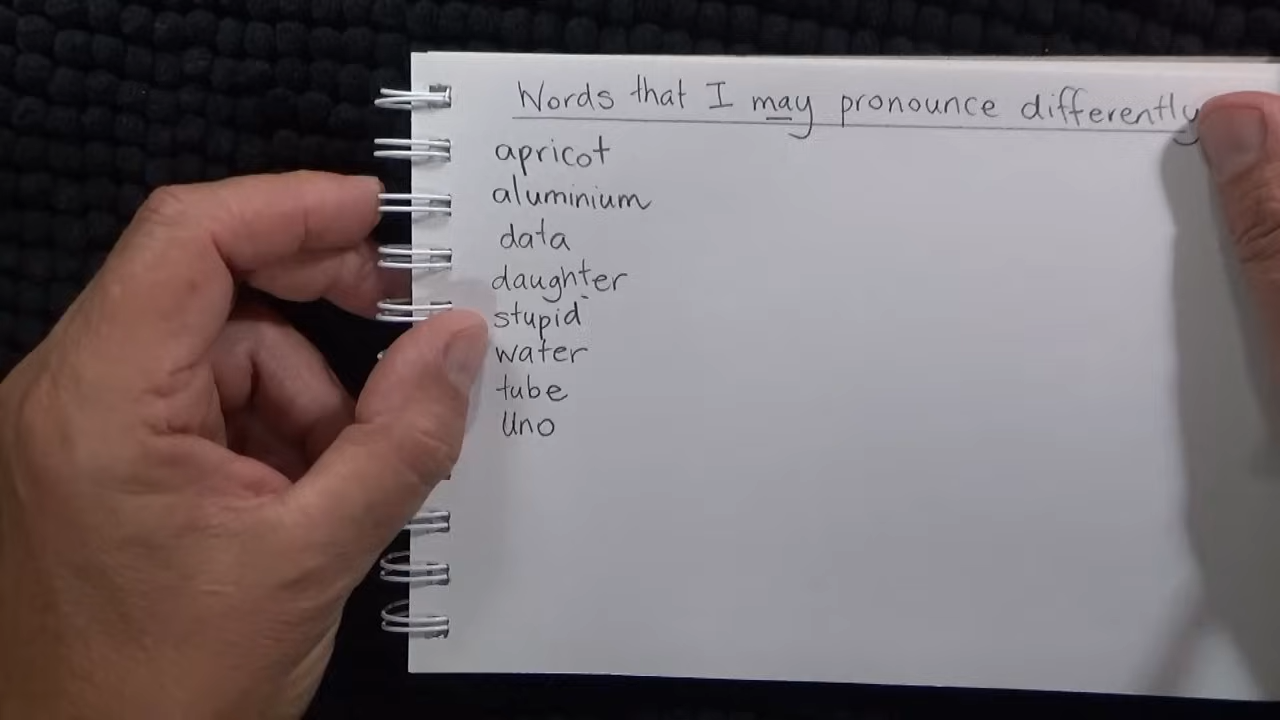 Words that I may pronounce differently
apricot
aluminium
data
daughter
stupid
water
tube
Uno